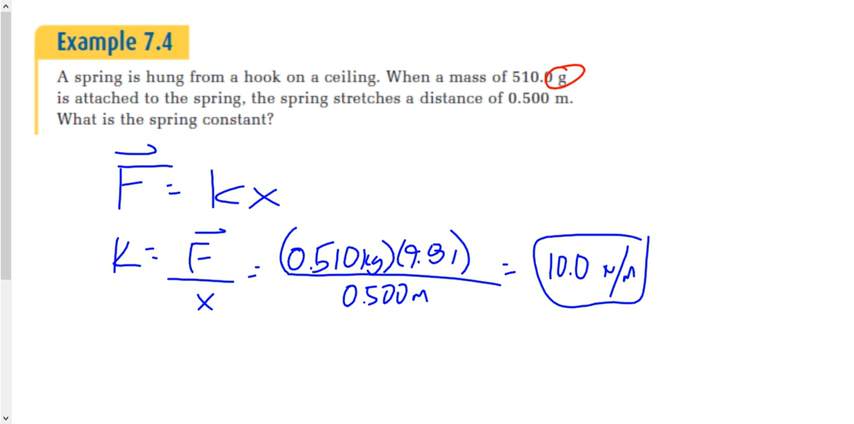 Example 7.4
A spring is hung from a hook on a ceiling. When a mass of 510.0 g
is attached to the spring, the spring stretches a distance of 0.500 m.
What is the spring constant?
F = kx
K = F/x = (0.510kg)(9.81)/0.500m = 10.0 N/m